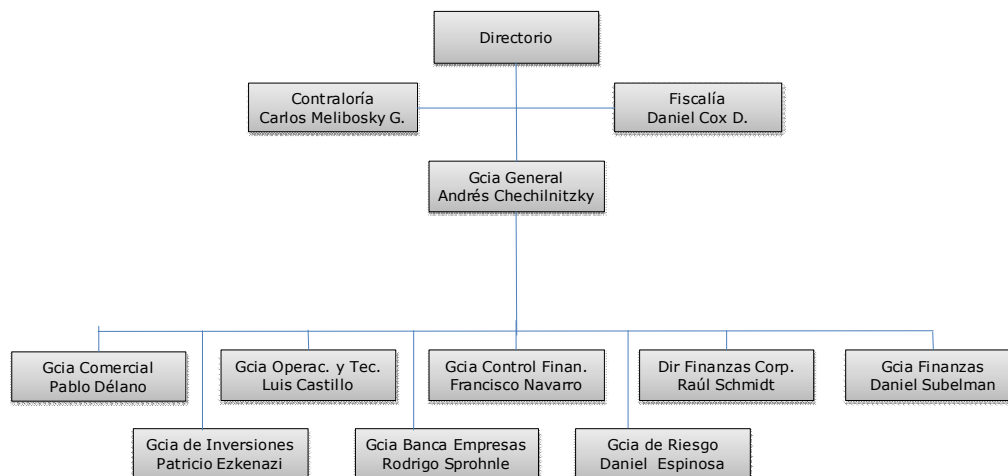 Directorio
Contraloría
Carlos Melibosky G.
Fiscalía
Daniel Cox D.
Gcia General
Andrés Chechilnitzky
Gcia Comercial
Pablo Délano
Gcia Operac. y Tec.
Luis Castillo
Gcia Control Finan.
Francisco Navarro
Dir Finanzas Corp.
Raúl Schmidt
Gcia Finanzas
Daniel Subelman
Gcia de Inversiones
Patricio Ezkenazi
Gcia Banca Empresas
Rodrigo Sprohnle
Gcia de Riesgo
Daniel Espinosa